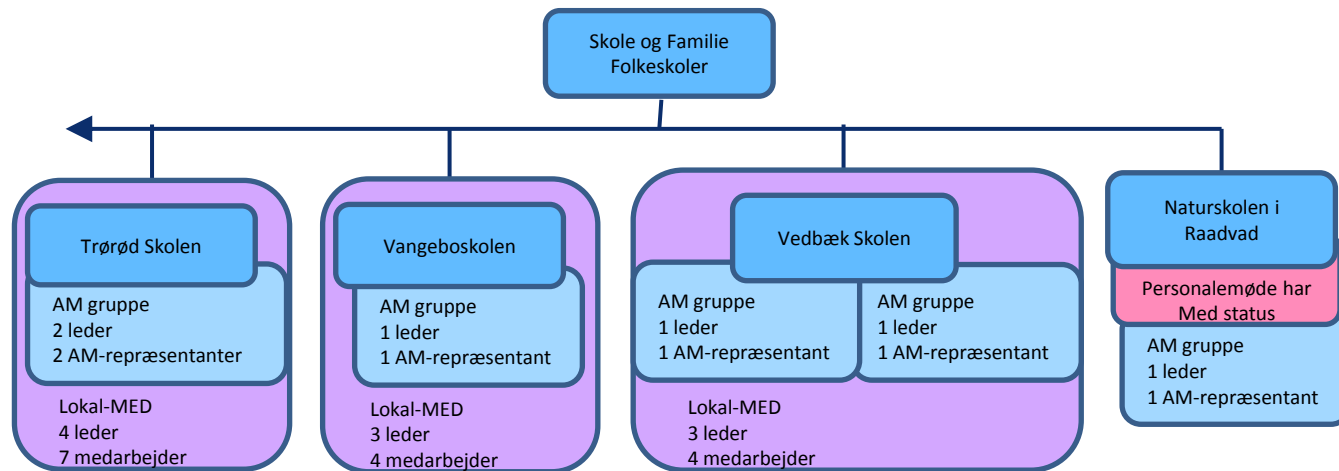 Skole og Familie
Folkeskoler
Trørød Skolen
AM gruppe
2 leder
2 AM-repræsentanter
Lokal-MED
4 leder
7 medarbejder
Vangeboskolen
AM gruppe
1 leder
1 AM-repræsentant
Lokal-MED
3 leder
4 medarbejder
Vedbæk Skolen
AM gruppe
1 leder
1 AM-repræsentant
AM gruppe
1 leder
1 AM-repræsentant
Lokal-MED
3 leder
4 medarbejder
Naturskolen i
Raadvad
Personalemøde har
Med status
AM gruppe
1 leder
1 AM-repræsentant